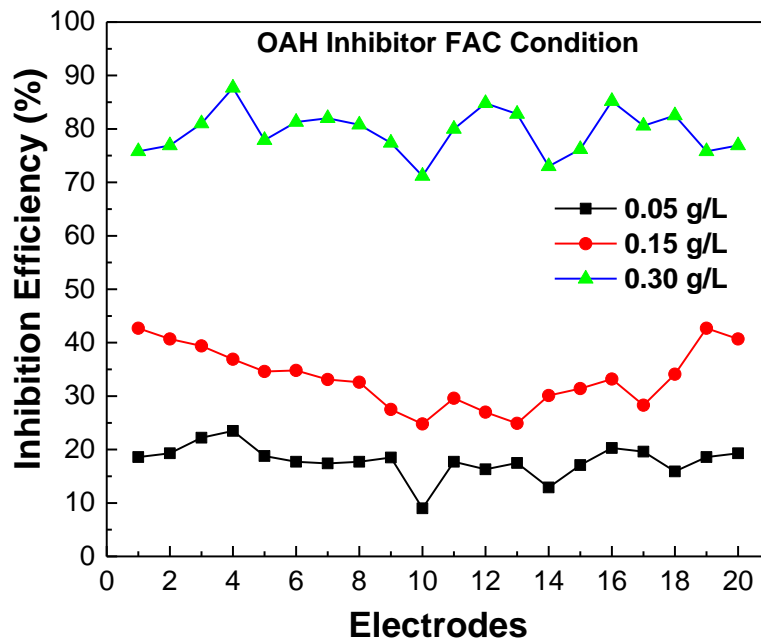 100
OAH Inhibitor FAC Condition
90
80
70
60
50
40
30
20
10
0
0.05 g/L
0.15 g/L
0.30 g/L
Inhibition Efficiency (%)
0 2 4 6 8 10 12 14 16 18 20
Electrodes